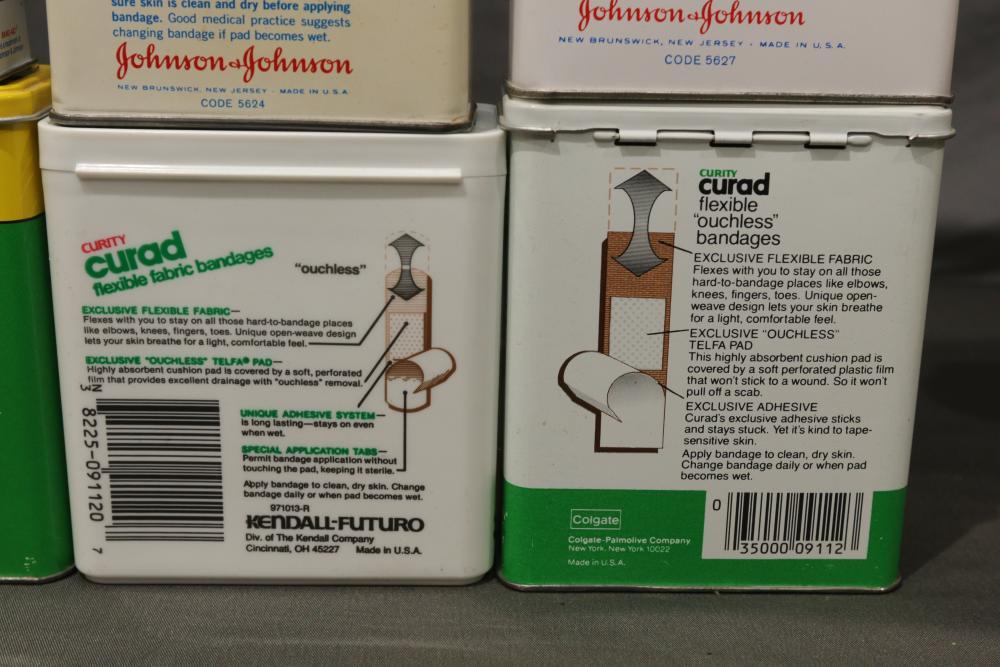 sure skin is clean and dry before applying
bandage. Good medical practice suggests
changing bandage if pad becomes wet.
Johnson & Johnson
NEW BRUNSWICK, NEW JERSEY · MADE IN U.S.A.
CODE 5624
Johnson & Johnson
NEW BRUNSWICK, NEW JERSEY · MADE IN U.S.A.
CODE 5627
CURITY
curad
flexible fabric bandages
"ouchless"
EXCLUSIVE FLEXIBLE FABRIC—
Flexes with you to stay on all those hard-to-bandage places
like elbows, knees, fingers, toes. Unique open-weave design
lets your skin breathe for a light, comfortable feel.
EXCLUSIVE "OUCHLESS" TELFA® PAD—
Highly absorbent cushion pad is covered by a soft, perforated
film that provides excellent drainage with "ouchless" removal.
UNIQUE ADHESIVE SYSTEM—
is long lasting—stays on even
when wet.
SPECIAL APPLICATION TABS—
Permit bandage application without
touching the pad, keeping it sterile.
Apply bandage to clean, dry skin. Change
bandage daily or when pad becomes wet.
971013-R
KENDALL-FUTURO
Div. of The Kendall Company
Cincinnati, OH 45227 Made in U.S.A.
N
3
8225-091120
7
CURITY
curad
flexible
"ouchless"
bandages
EXCLUSIVE FLEXIBLE FABRIC
Flexes with you to stay on all those
hard-to-bandage places like elbows,
knees, fingers, toes. Unique open-
weave design lets your skin breathe
for a light, comfortable feel.
EXCLUSIVE "OUCHLESS"
TELFA PAD
This highly absorbent cushion pad is
covered by a soft perforated plastic film
that won't stick to a wound. So it won't
pull off a scab.
EXCLUSIVE ADHESIVE
Curad's exclusive adhesive sticks
and stays stuck. Yet it's kind to tape-
sensitive skin.
Apply bandage to clean, dry skin.
Change bandage daily or when pad
becomes wet.
Colgate
Colgate-Palmolive Company
New York, New York 10022
Made in U.S.A.
0
35000 09112